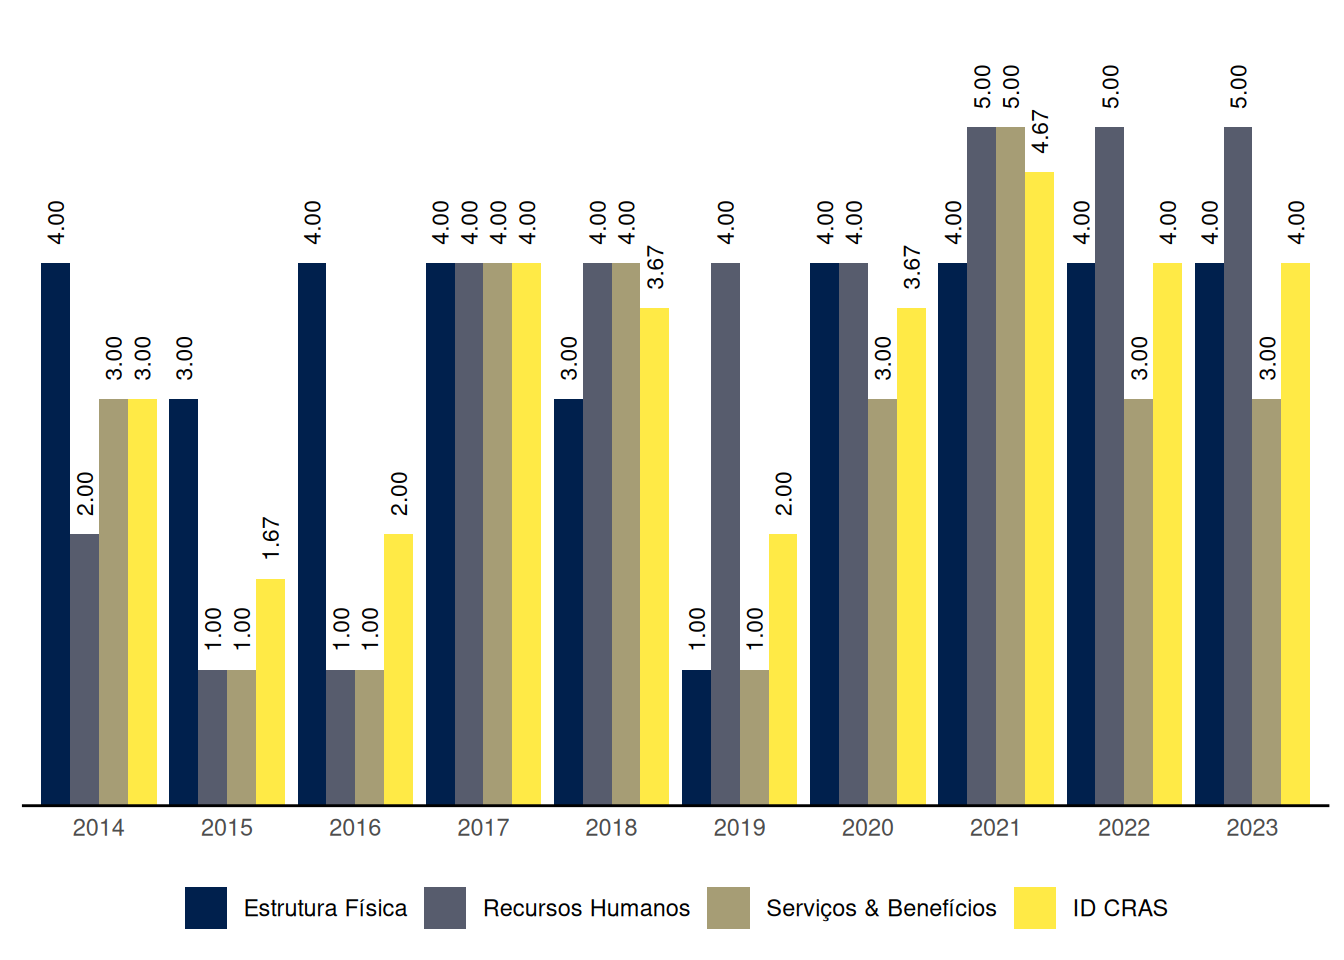 4.00 2.00 3.00 3.00 3.00 1.00 1.00 1.67 4.00 1.00 1.00 2.00 4.00 4.00 4.00 4.00 3.00 4.00 4.00 3.67 1.00 4.00 1.00 2.00 4.00 4.00 3.00 3.67 4.00 5.00 5.00 4.67 4.00 5.00 3.00 4.00 4.00 5.00 3.00 4.00
2014 2015 2016 2017 2018 2019 2020 2021 2022 2023
Estrutura Física Recursos Humanos Serviços & Benefícios ID CRAS